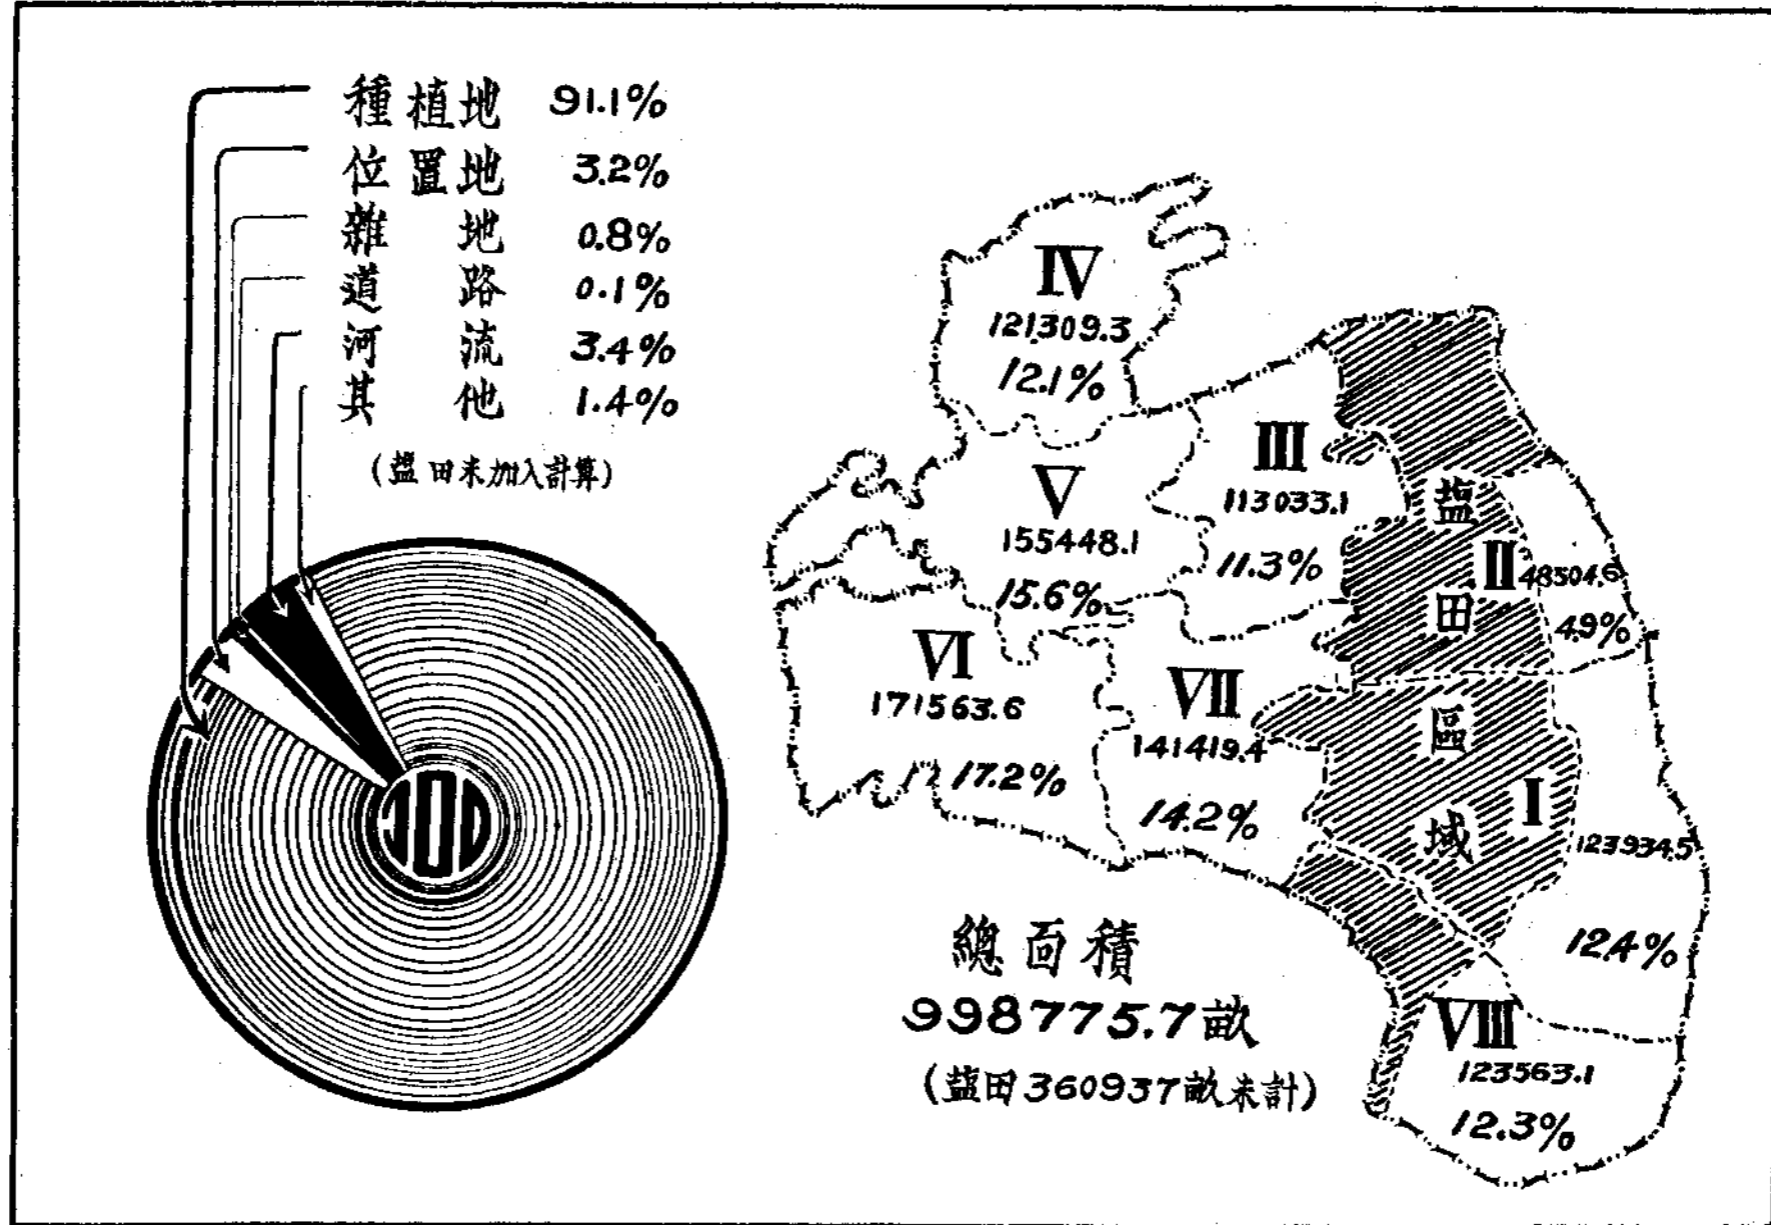 種植地 91.1%
位置地 3.2%
雜地 0.8%
道路 0.1%
河流 3.4%
其他 1.4%
(鹽田未加入計算)
100
IV
121309.3
12.1%
III
113033.1
11.3%
V
155448.1
15.6%
II
48504.6
4.9%
VI
171563.6
17.2%
VII
141419.4
14.2%
I
123934.5
12.4%
VIII
123563.1
12.3%
塩田區域
總面積
998775.7畝
(鹽田360937畝未計)